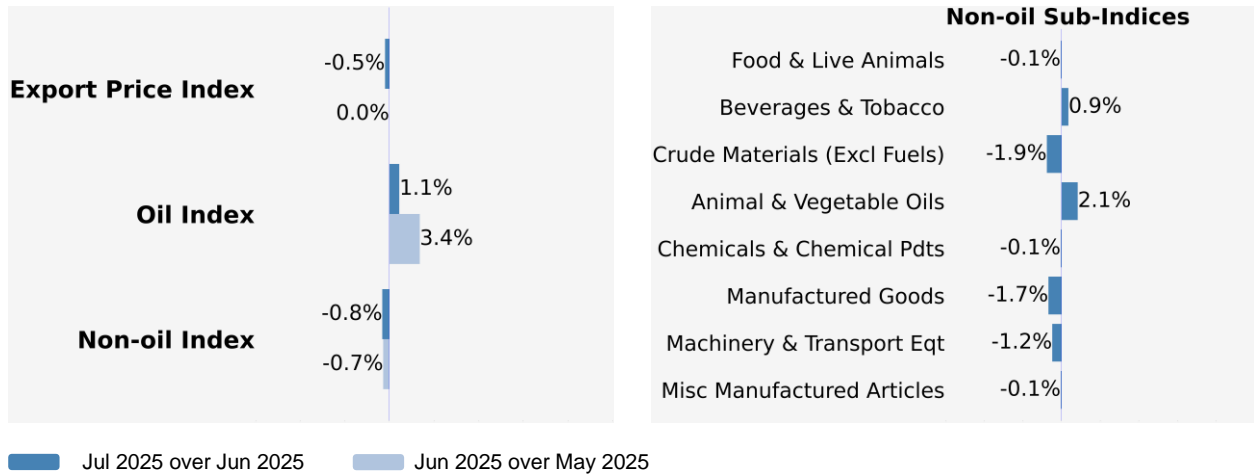 -0.5%
Export Price Index
0.0%
1.1%
Oil Index
3.4%
-0.8%
Non-oil Index
-0.7%
Non-oil Sub-Indices
Food & Live Animals -0.1%
Beverages & Tobacco 0.9%
Crude Materials (Excl Fuels) -1.9%
Animal & Vegetable Oils 2.1%
Chemicals & Chemical Pdts -0.1%
Manufactured Goods -1.7%
Machinery & Transport Eqt -1.2%
Misc Manufactured Articles -0.1%
Jul 2025 over Jun 2025 Jun 2025 over May 2025